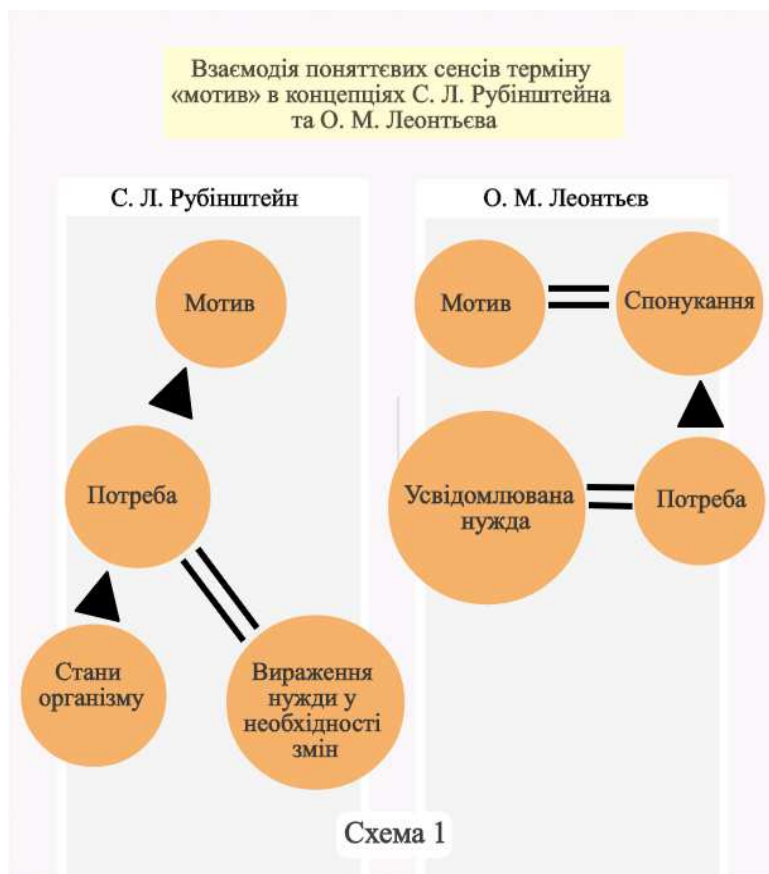 Взаємодія поняттєвих сенсів терміну
«мотив» в концепціях С. Л. Рубінштейна
та О. М. Леонтьєва
С. Л. Рубінштейн
Мотив
Потреба
Стани
організму
Вираження
нужди у
необхідності
змін
О. М. Леонтьєв
Мотив
Спонукання
Усвідомлювана
нужда
Потреба
Схема 1